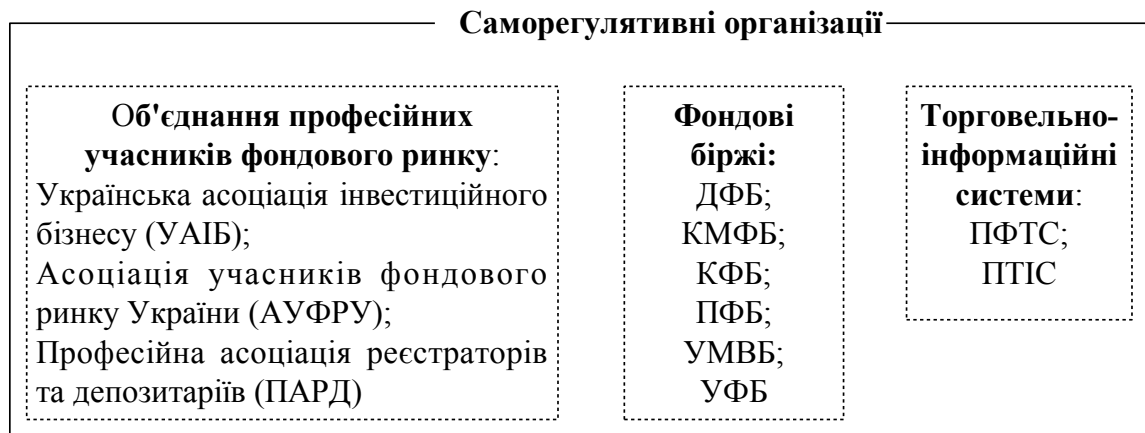 Саморегулятивні організації
Об'єднання професійних
учасників фондового ринку:
Українська асоціація інвестиційного
бізнесу (УАІБ);
Асоціація учасників фондового
ринку України (АУФРУ);
Професійна асоціація реєстраторів
та депозитаріїв (ПАРД)
Фондові
біржі:
ДФБ;
КМФБ;
КФБ;
ПФБ;
УМВБ;
УФБ
Торговельно-
інформаційні
системи:
ПФТС;
ПТІС